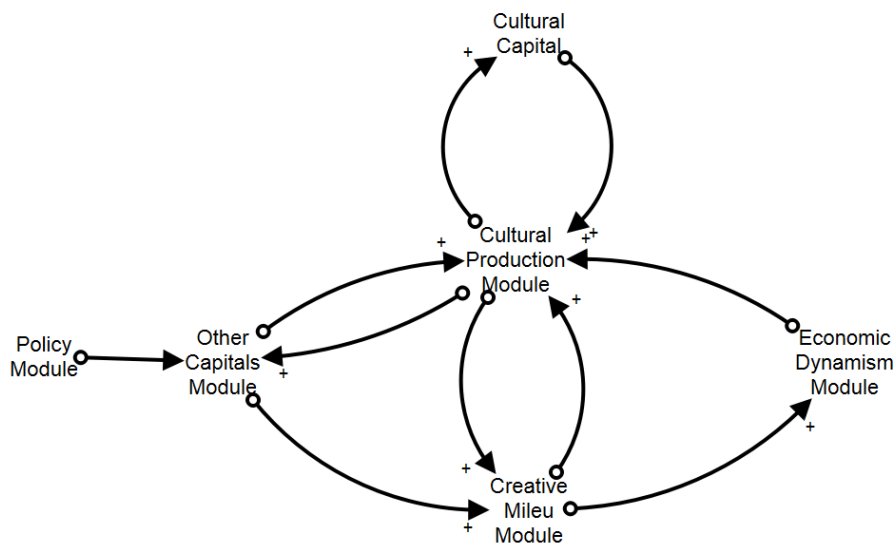 Cultural
Capital
+
Cultural
Production
Module
+
+
+
+
+
Policy
Module
Other
Capitals
Module
Economic
Dynamism
Module
+
+
+
Creative
Mileu
Module